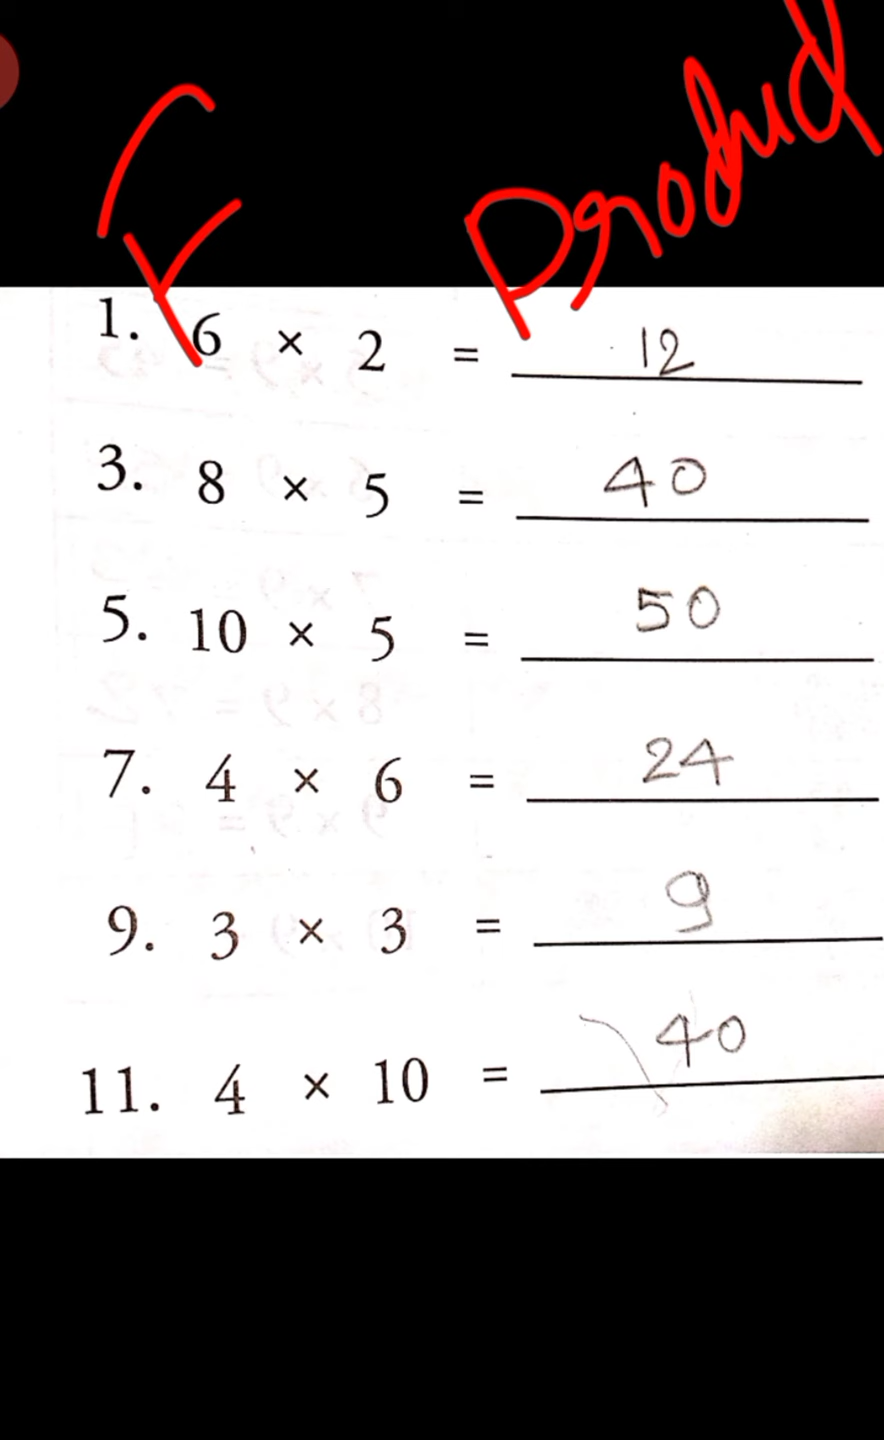 F Product
1. 6 × 2 = 12
3. 8 × 5 = 40
5. 10 × 5 = 50
7. 4 × 6 = 24
9. 3 × 3 = 9
11. 4 × 10 = 40